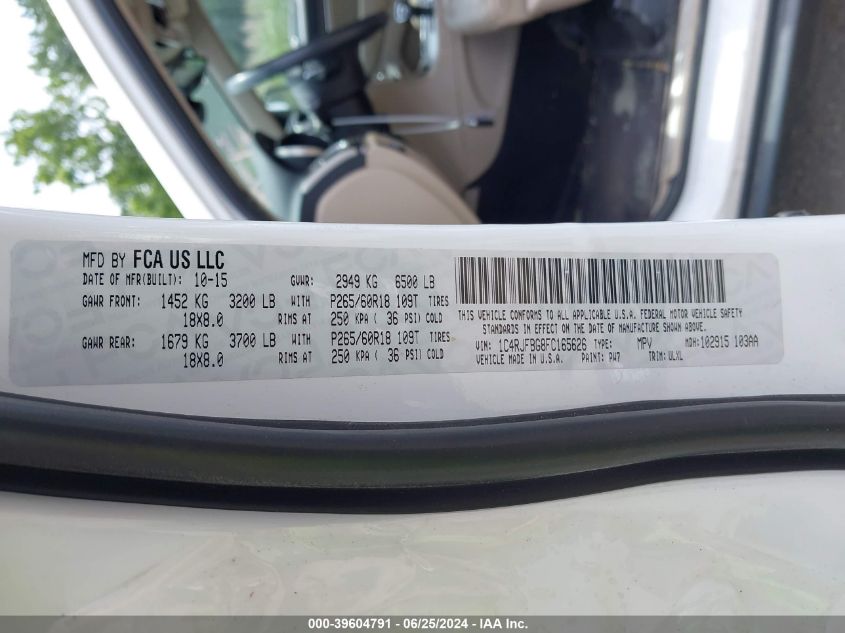 MFD BY FCA US LLC
DATE OF MFR(BUILT): 10-15 GVWR: 2949 KG 6500 LB
GAWR FRONT: 1452 KG 3200 LB WITH P265/60R18 109T TIRES
18X8.0 RIMS AT 250 KPA ( 36 PSI) COLD
GAWR REAR: 1679 KG 3700 LB WITH P265/60R18 109T TIRES
18X8.0 RIMS AT 250 KPA ( 36 PSI) COLD
THIS VEHICLE CONFORMS TO ALL APPLICABLE U.S.A. FEDERAL MOTOR VEHICLE SAFETY
STANDARDS IN EFFECT ON THE DATE OF MANUFACTURE SHOWN ABOVE.
VIN: 1C4RJFBG8FC165626 TYPE: MPV MDH:102915 103AA
VEHICLE MADE IN U.S.A. PAINT: PW7 TRIM: ULXL
000-39604791 - 06/25/2024 - IAA Inc.